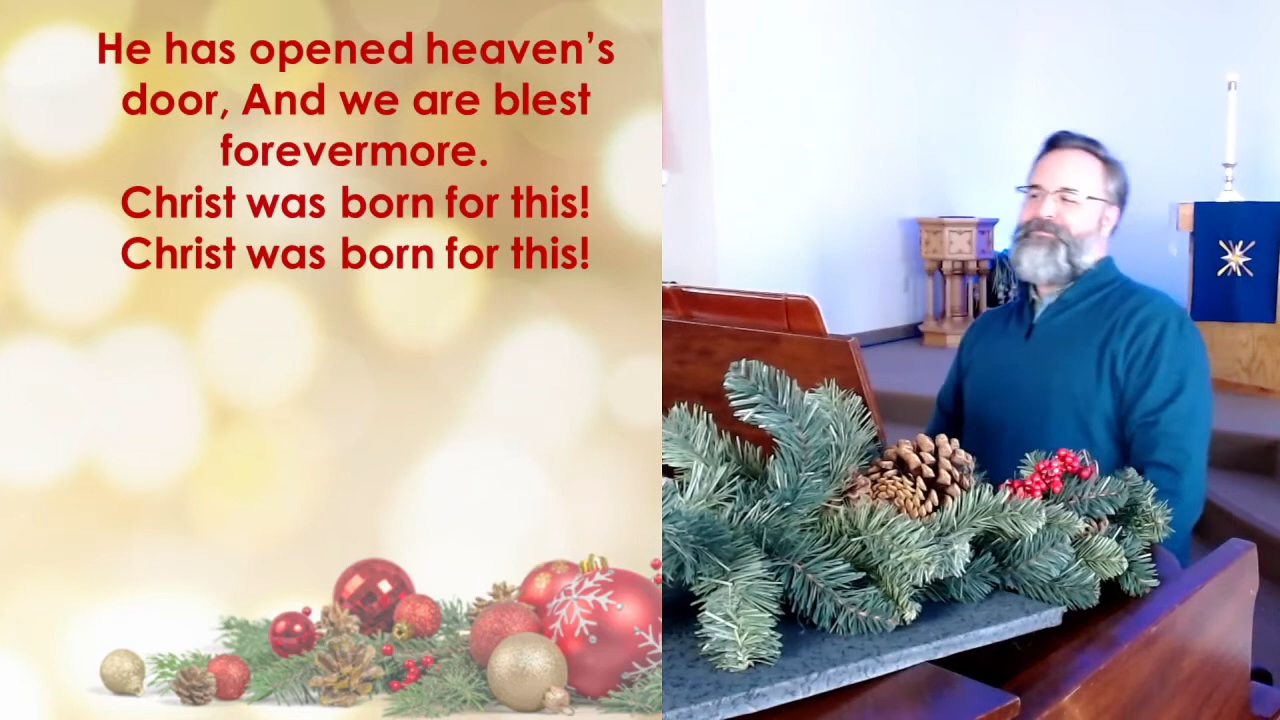 He has opened heaven’s
door, And we are blest
forevermore.
Christ was born for this!
Christ was born for this!